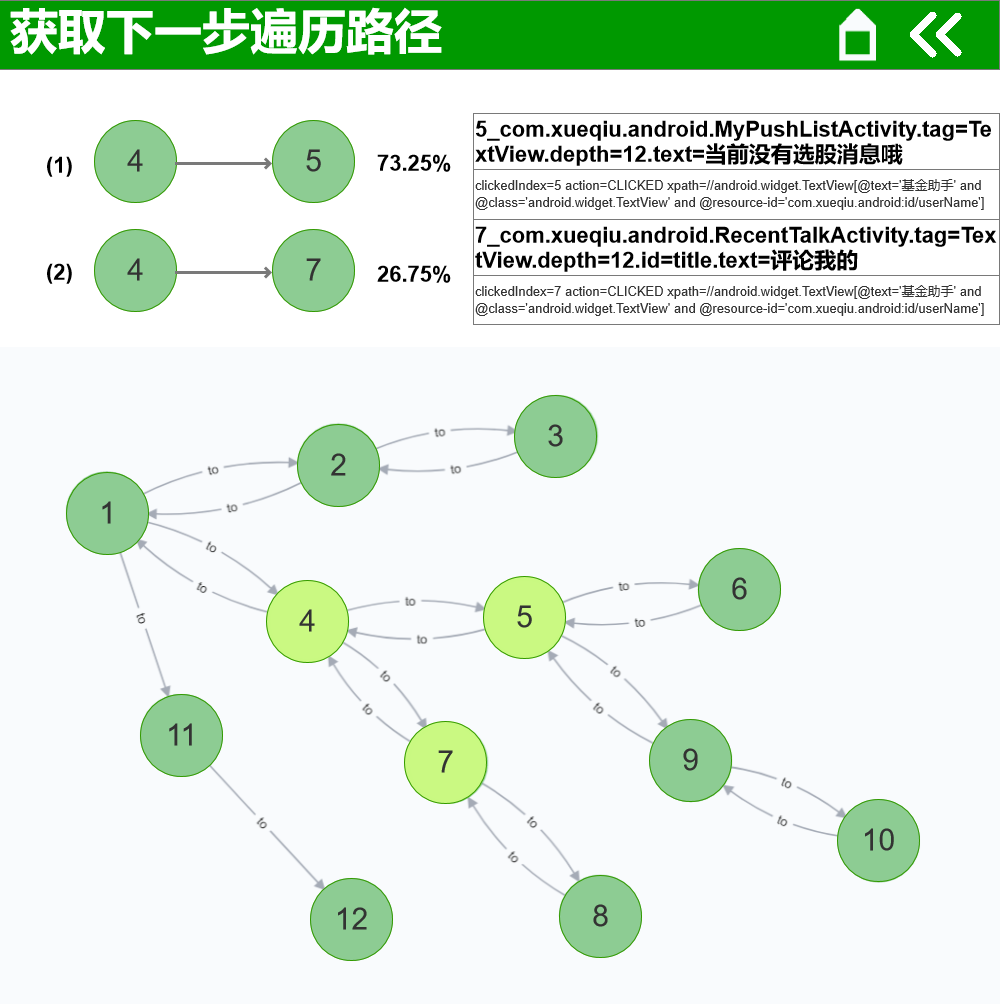 获取下一步遍历路径
(1)
4
5
73.25%
5_com.xueqiu.android.MyPushListActivity.tag=Te
xtView.depth=12.text=当前没有选股消息哦
clickedIndex=5 action=CLICKED xpath=//android.widget.TextView[@text='基金助手' and
@class='android.widget.TextView' and @resource-id='com.xueqiu.android:id/userName']
(2)
4
7
26.75%
7_com.xueqiu.android.RecentTalkActivity.tag=Tex
tView.depth=12.id=title.text=评论我的
clickedIndex=7 action=CLICKED xpath=//android.widget.TextView[@text='基金助手' and
@class='android.widget.TextView' and @resource-id='com.xueqiu.android:id/userName']
3
to
2
to
to
1
to
to
6
to
to
4
to
5
to
to
to
to
to
to
to
to
11
7
9
to
to
10
to
to
to
to
12
8